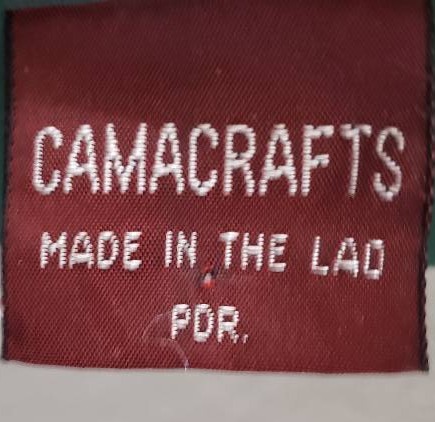 CAMACRAFTS
MADE IN THE LAO
PDR.